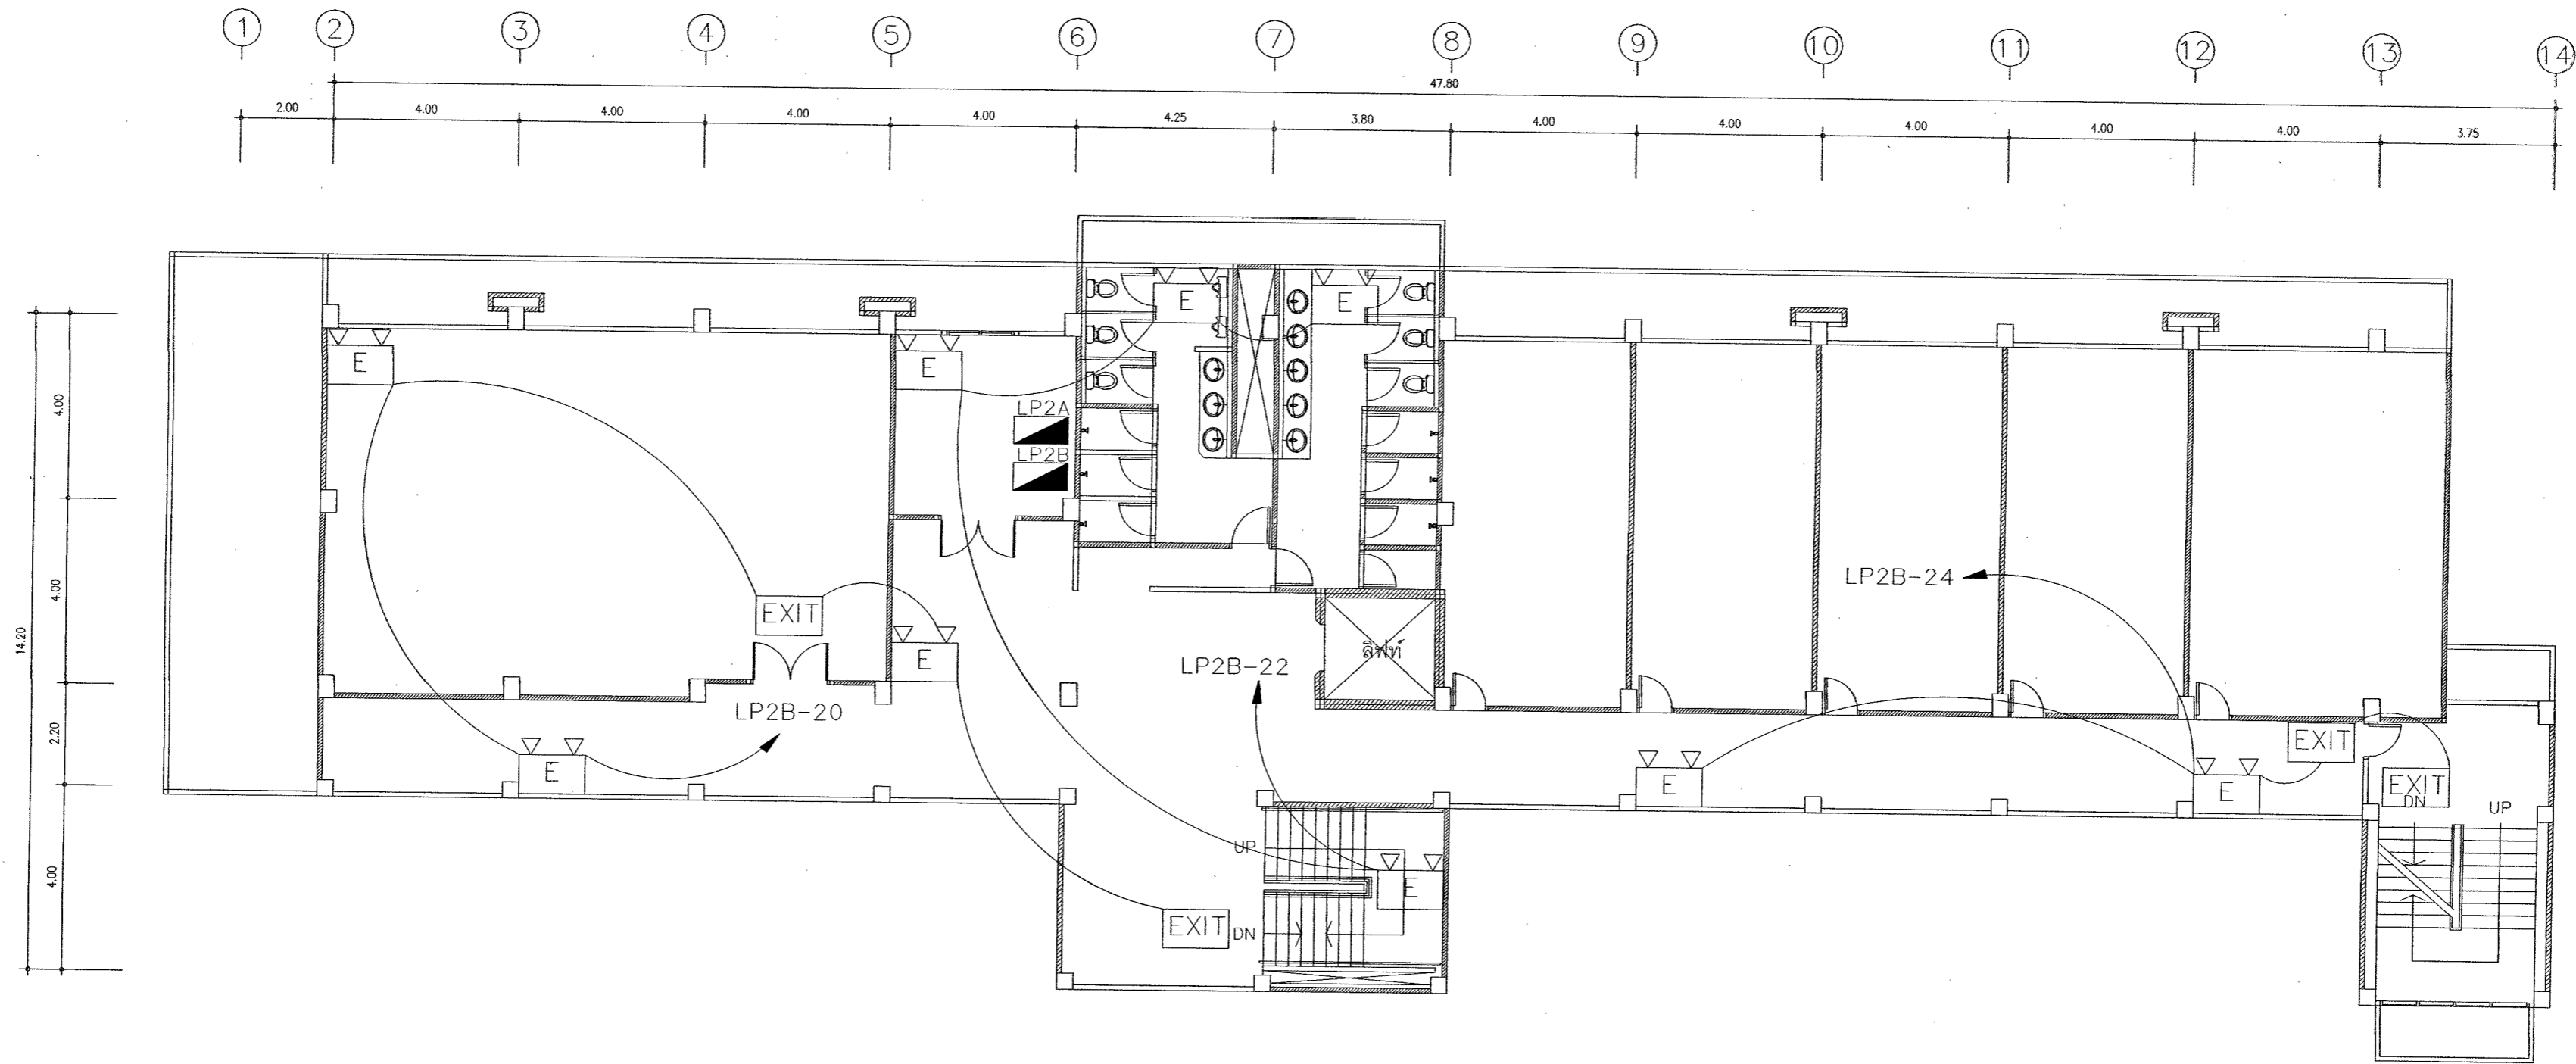 1 2 3 4 5 6 7 8 9 10 11 12 13 14
47.80
2.00 4.00 4.00 4.00 4.00 4.25 3.80 4.00 4.00 4.00 4.00 4.00 3.75
E E
E E
LP2A
LP2B
4.00
4.00
14.20
2.20
4.00
LP2B-24
EXIT
E
ลิฟท์
LP2B-22
LP2B-20
EXIT
E E E
EXIT
DN UP
UP
E
EXIT DN